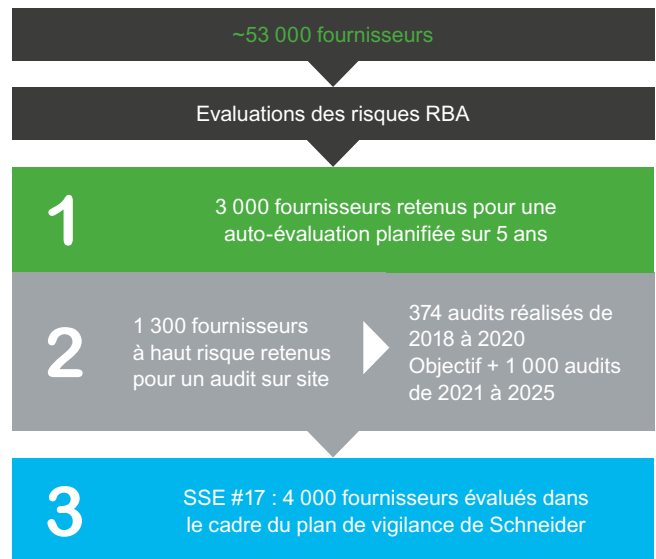 ~53 000 fournisseurs
Evaluations des risques RBA
1
3 000 fournisseurs retenus pour une
auto-évaluation planifiée sur 5 ans
2
1 300 fournisseurs
à haut risque retenus
pour un audit sur site
374 audits réalisés de
2018 à 2020
Objectif + 1 000 audits
de 2021 à 2025
3
SSE #17 : 4 000 fournisseurs évalués dans
le cadre du plan de vigilance de Schneider